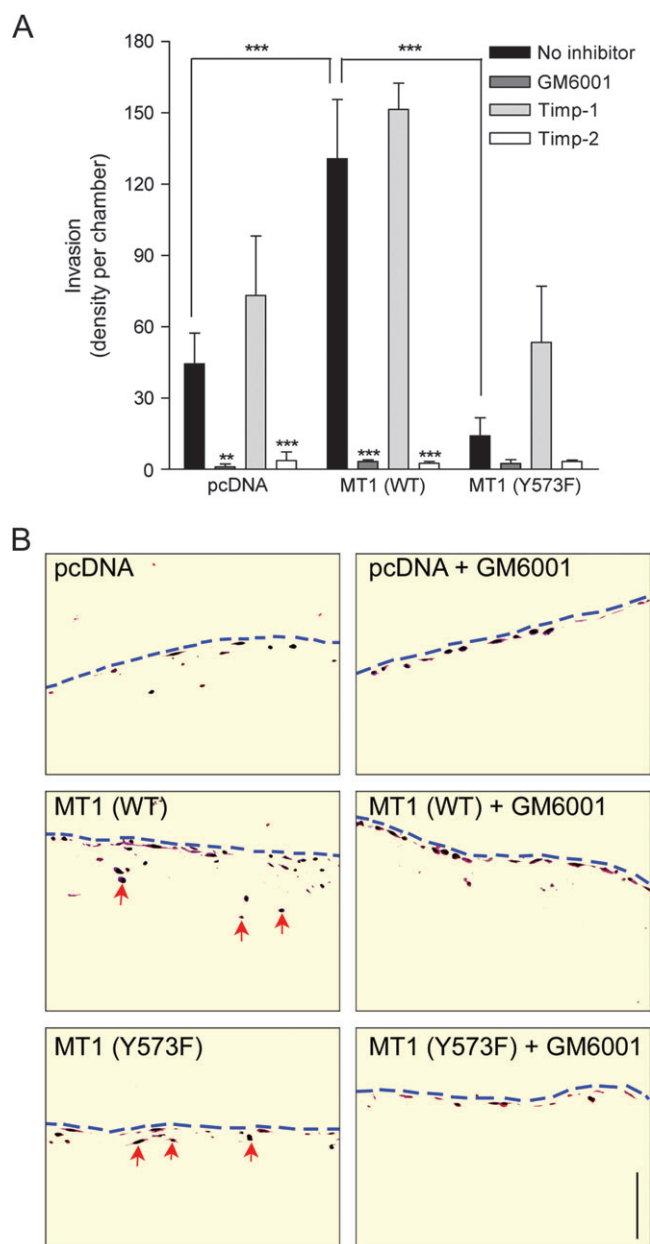 A
Invasion
(density per chamber)
180
150
120
90
60
30
0
***
***
No inhibitor
GM6001
Timp-1
Timp-2
**
***
***
***
pcDNA
MT1 (WT)
MT1 (Y573F)
B
pcDNA
pcDNA + GM6001
MT1 (WT)
MT1 (WT) + GM6001
MT1 (Y573F)
MT1 (Y573F) + GM6001